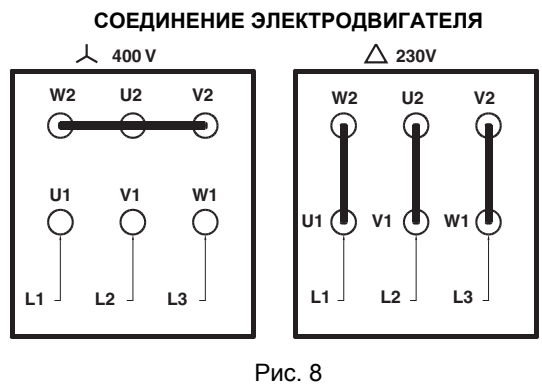 СОЕДИНЕНИЕ ЭЛЕКТРОДВИГАТЕЛЯ
400 V
W2 U2 V2
U1 V1 W1
L1 L2 L3
230V
W2 U2 V2
U1 V1 W1
L1 L2 L3
Рис. 8